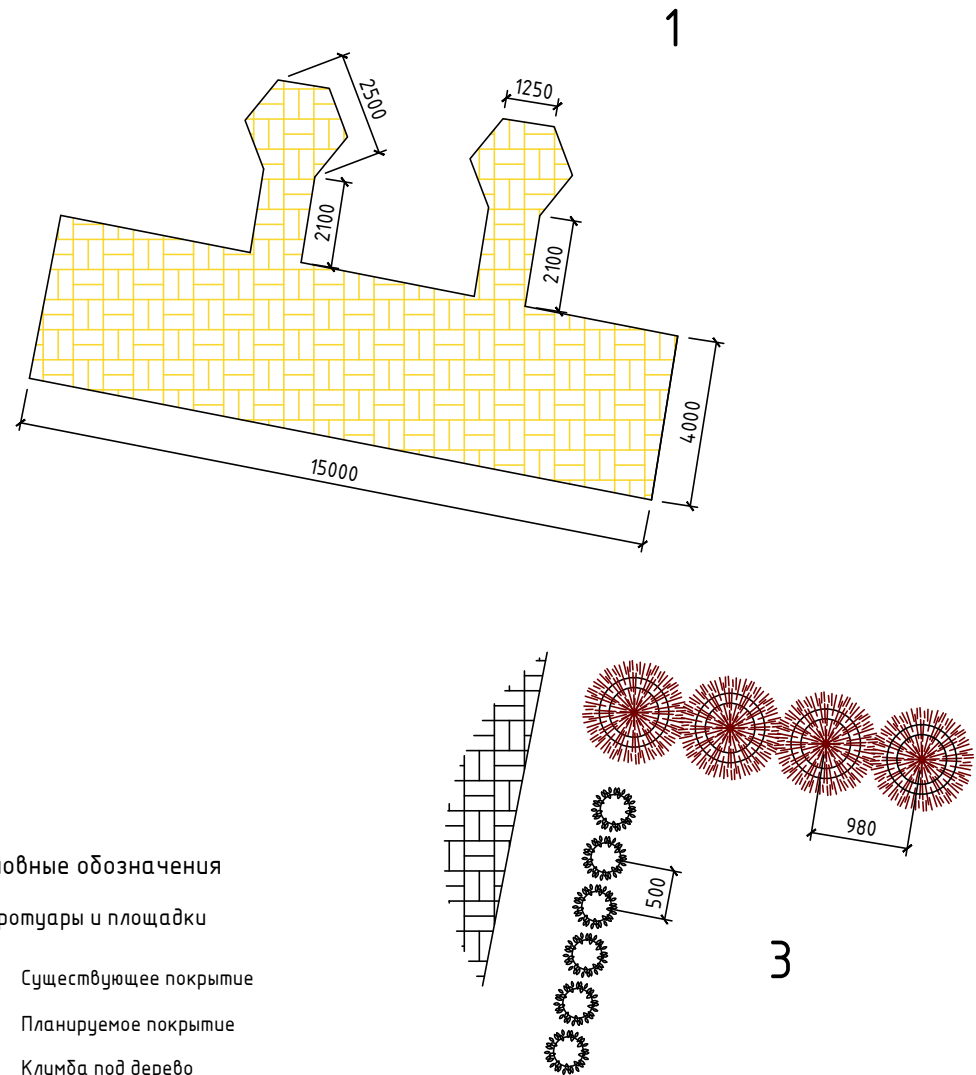 1
2500
1250
2100
2100
4000
15000
980
500
3
ловные обозначения
ротуары и площадки
Существующее покрытие
Планируемое покрытие
Климба под дерево